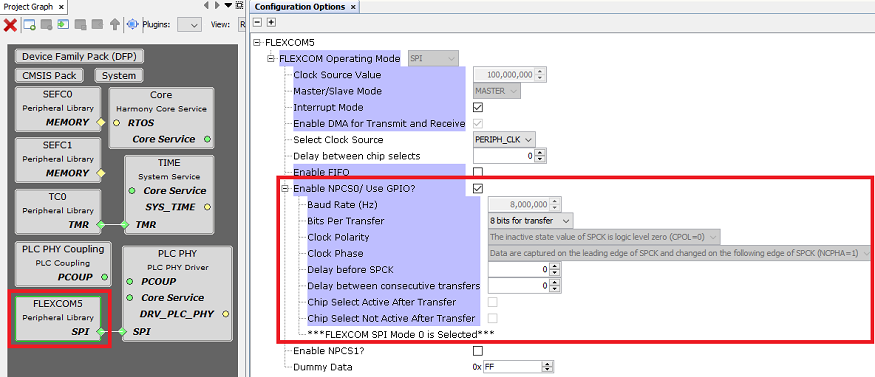 Project Graph
Plugins:
View:
R
Device Family Pack (DFP)
CMSIS Pack
System
SEFC0
Peripheral Library
MEMORY
Core
Harmony Core Service
RTOS
Core Service
SEFC1
Peripheral Library
MEMORY
TIME
System Service
Core Service
SYS_TIME
TMR
TC0
Peripheral Library
TMR
PLC PHY Coupling
PLC Coupling
PCOUP
PLC PHY
PLC PHY Driver
PCOUP
Core Service
DRV_PLC_PHY
SPI
FLEXCOM5
Peripheral Library
SPI
Configuration Options
FLEXCOM5
FLEXCOM Operating Mode SPI
Clock Source Value 100,000,000
Master/Slave Mode MASTER
Interrupt Mode
Enable DMA for Transmit and Receive
Select Clock Source PERIPH_CLK
Delay between chip selects 0
Enable FIFO
Enable NPCS0/ Use GPIO?
Baud Rate (Hz) 8,000,000
Bits Per Transfer 8 bits for transfer
Clock Polarity The inactive state value of SPCK is logic level zero (CPOL=0)
Clock Phase Data are captured on the leading edge of SPCK and changed on the following edge of SPCK (NCPHA=1)
Delay before SPCK 0
Delay between consecutive transfers 0
Chip Select Active After Transfer
Chip Select Not Active After Transfer
***FLEXCOM SPI Mode 0 is Selected***
Enable NPCS1?
Dummy Data 0x FF